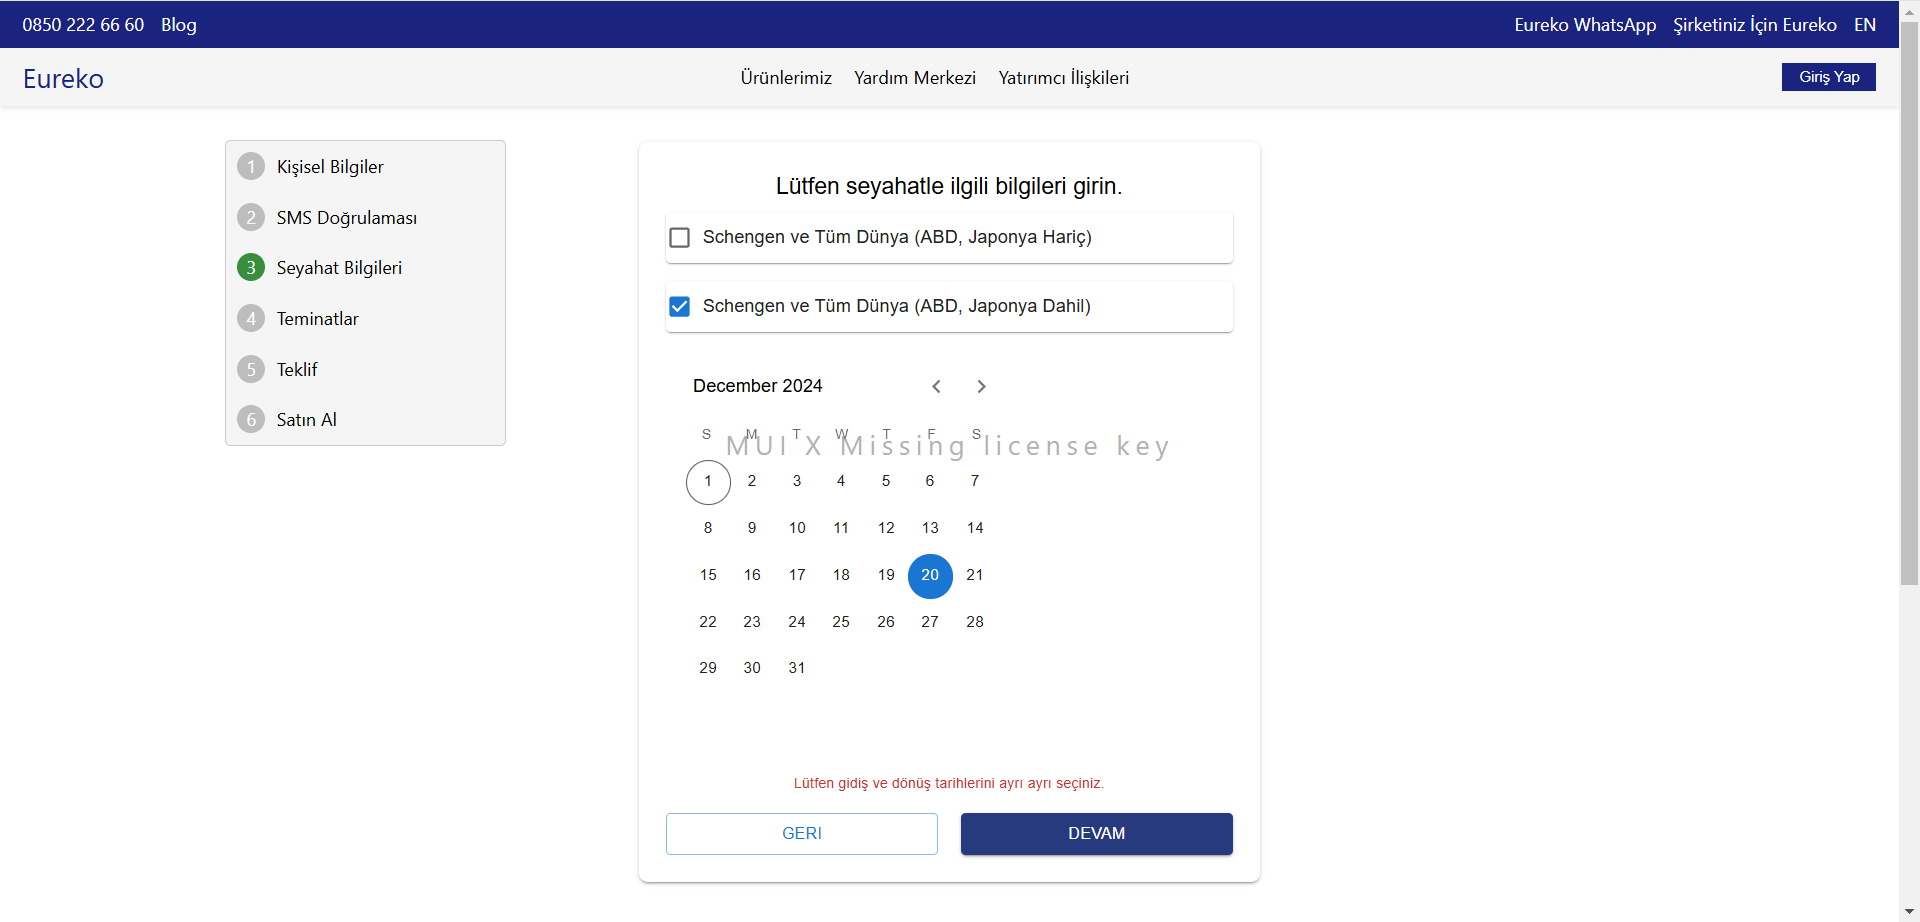 0850 222 66 60 Blog Eureko WhatsApp Şirketiniz İçin Eureko EN
Eureko Ürünlerimiz Yardım Merkezi Yatırımcı İlişkileri Giriş Yap
1 Kişisel Bilgiler
2 SMS Doğrulaması
3 Seyahat Bilgileri
4 Teminatlar
5 Teklif
6 Satın Al
Lütfen seyahatle ilgili bilgileri girin.
Schengen ve Tüm Dünya (ABD, Japonya Hariç)
Schengen ve Tüm Dünya (ABD, Japonya Dahil)
December 2024
S M T W T F S
MUI X Missing license key
1 2 3 4 5 6 7
8 9 10 11 12 13 14
15 16 17 18 19 20 21
22 23 24 25 26 27 28
29 30 31
Lütfen gidiş ve dönüş tarihlerini ayrı ayrı seçiniz.
GERI DEVAM